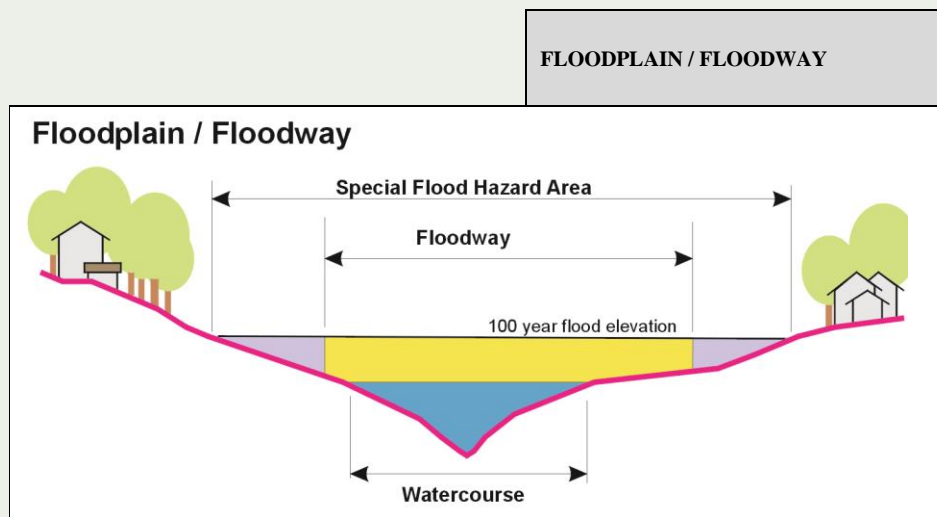 FLOODPLAIN / FLOODWAY
Floodplain / Floodway
Special Flood Hazard Area
Floodway
100 year flood elevation
Watercourse